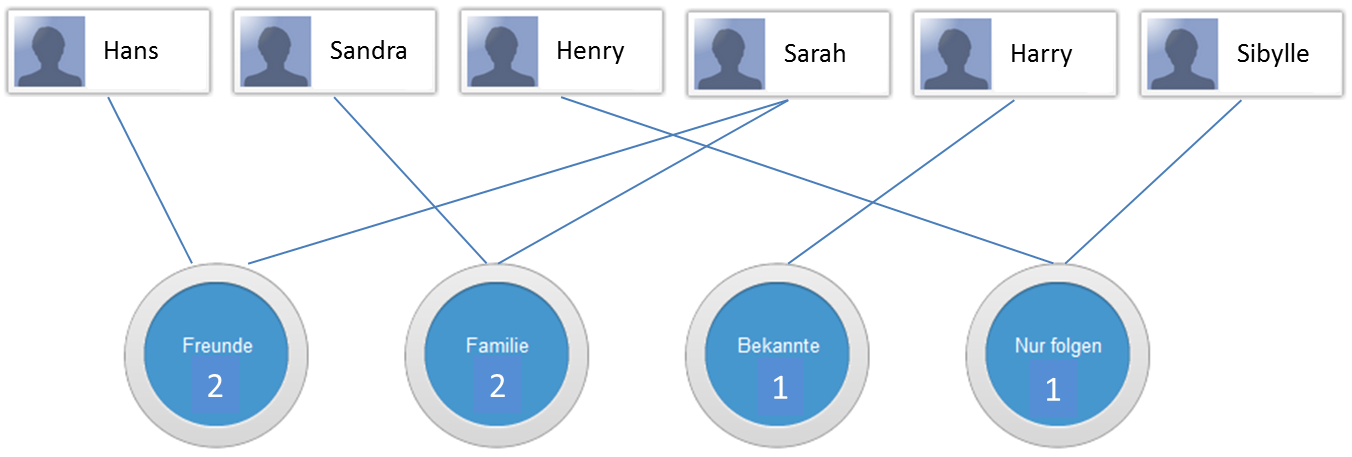 Hans
Sandra
Henry
Sarah
Harry
Sibylle
Freunde
2
Familie
2
Bekannte
1
Nur folgen
1